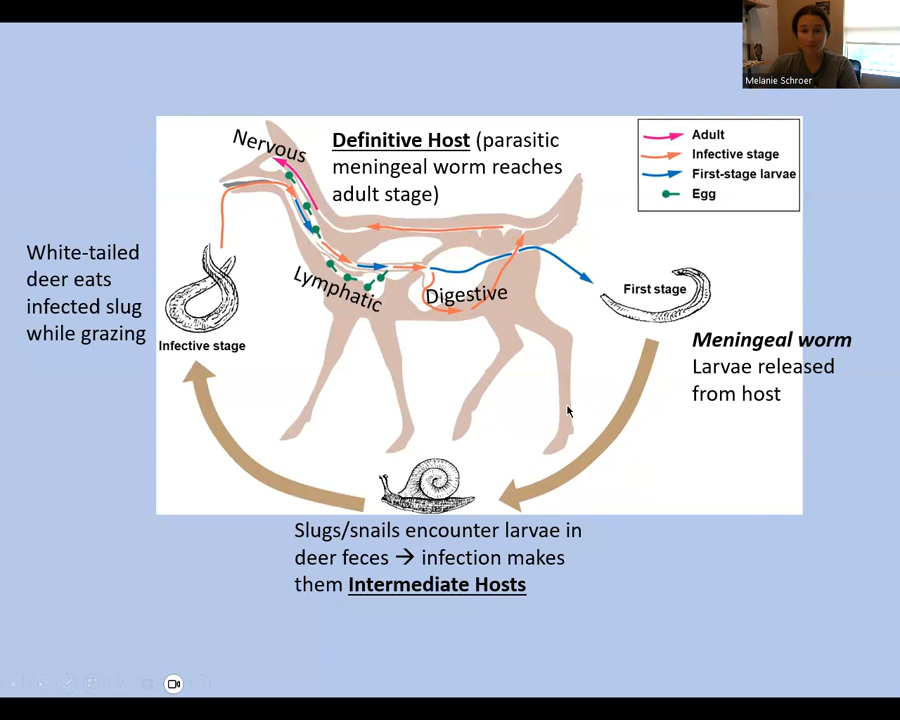 Melanie Schroer
Nervous
Definitive Host (parasitic
meningeal worm reaches
adult stage)
Adult
Infective stage
First-stage larvae
Egg
White-tailed
deer eats
infected slug
while grazing
Infective stage
Lymphatic
Digestive
First stage
Meningeal worm
Larvae released
from host
Slugs/snails encounter larvae in
deer feces → infection makes
them Intermediate Hosts